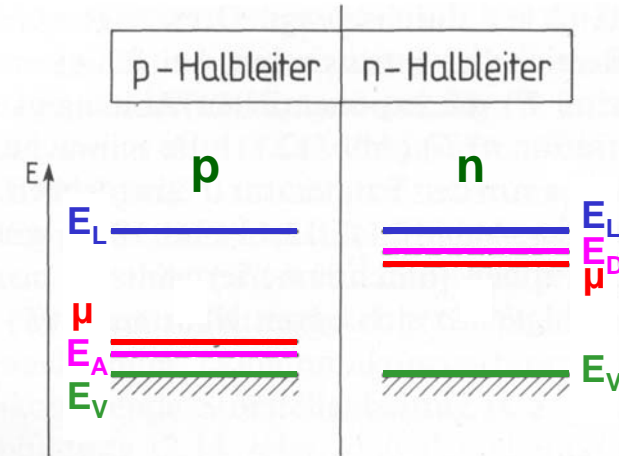 p-Halbleiter n-Halbleiter
E p n
E_L E_L
E_D
μ μ
E_A
E_V E_V